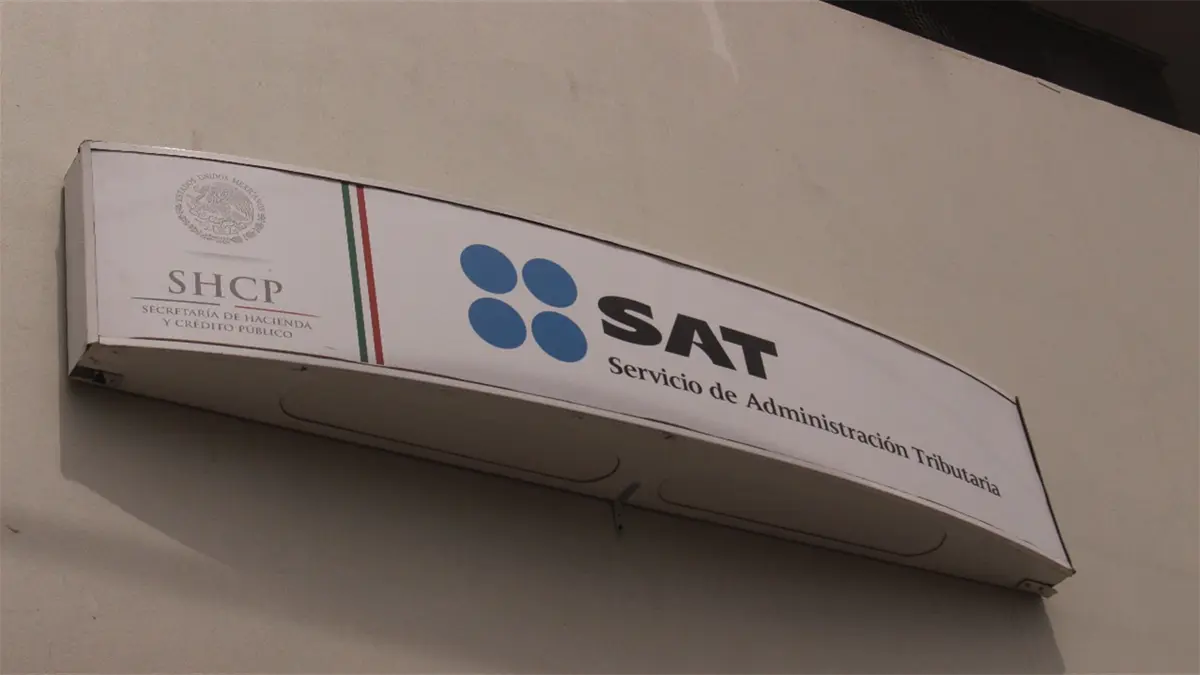 ESTADOS UNIDOS MEXICANOS
SHCP
SECRETARÍA DE HACIENDA
Y CRÉDITO PÚBLICO
SAT
Servicio de Administración Tributaria